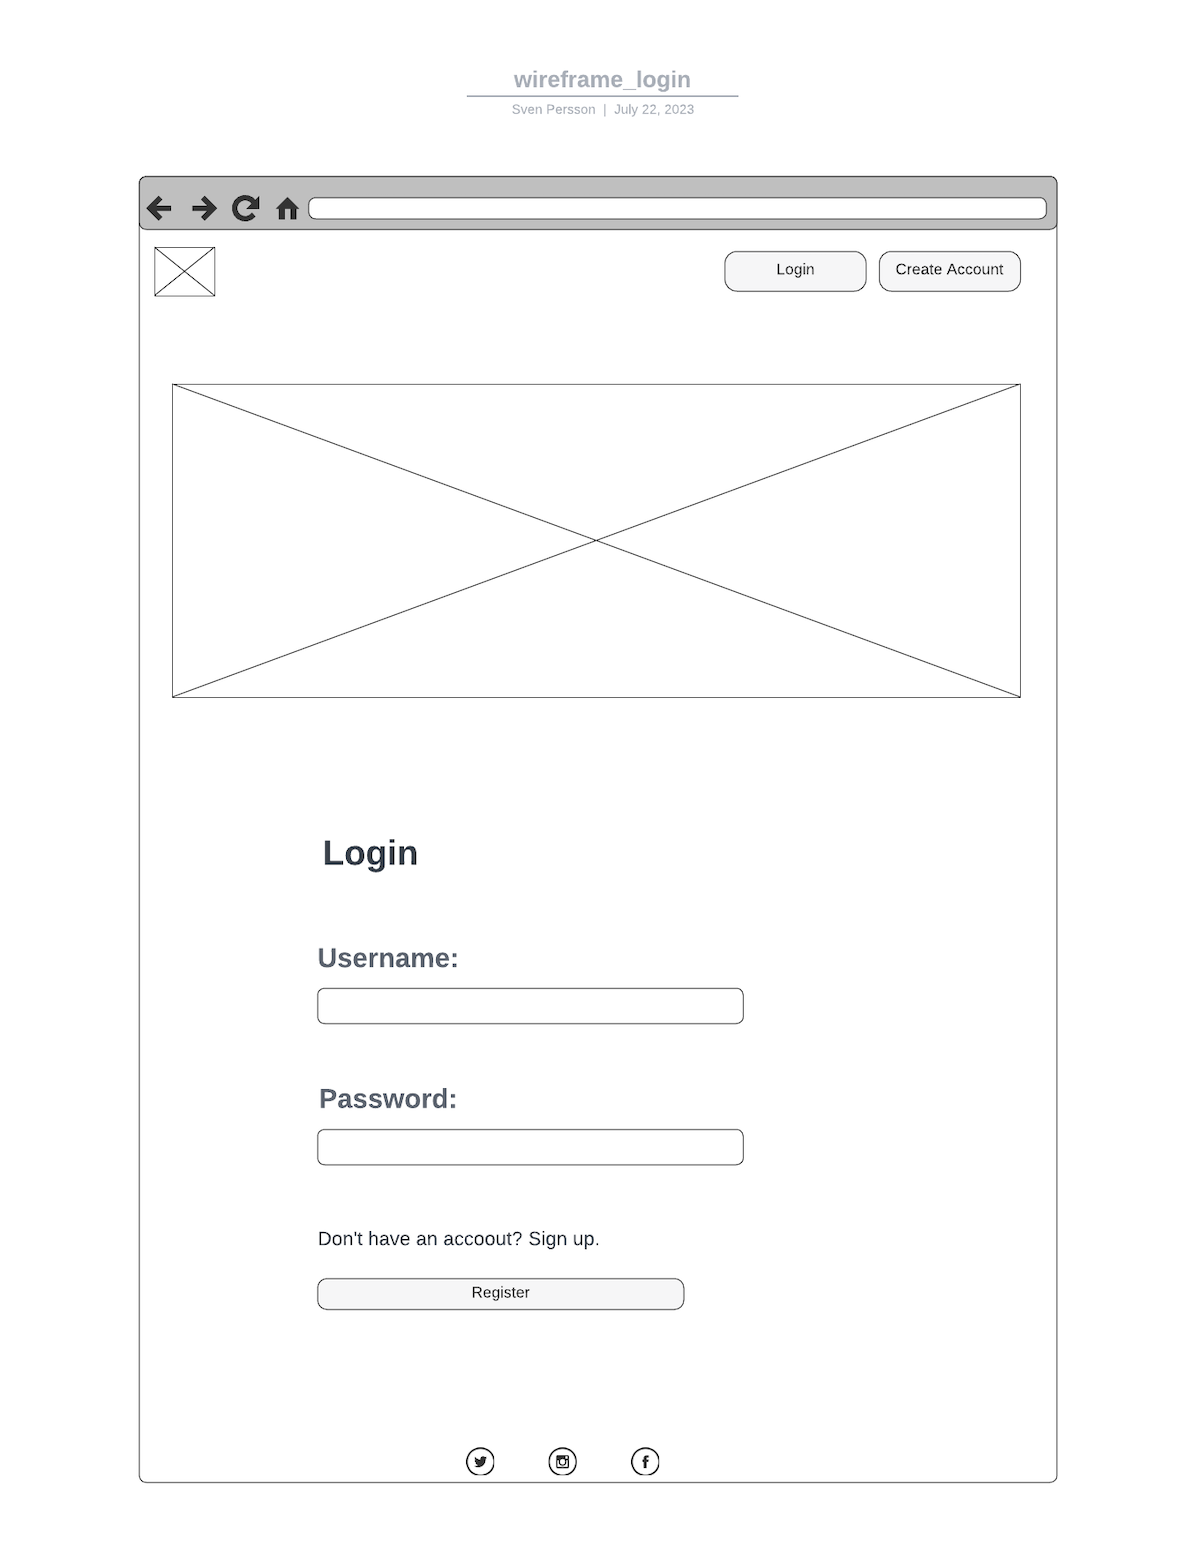 wireframe_login
Sven Persson | July 22, 2023
Login
Create Account
Login
Username:
Password:
Don't have an accoout? Sign up.
Register